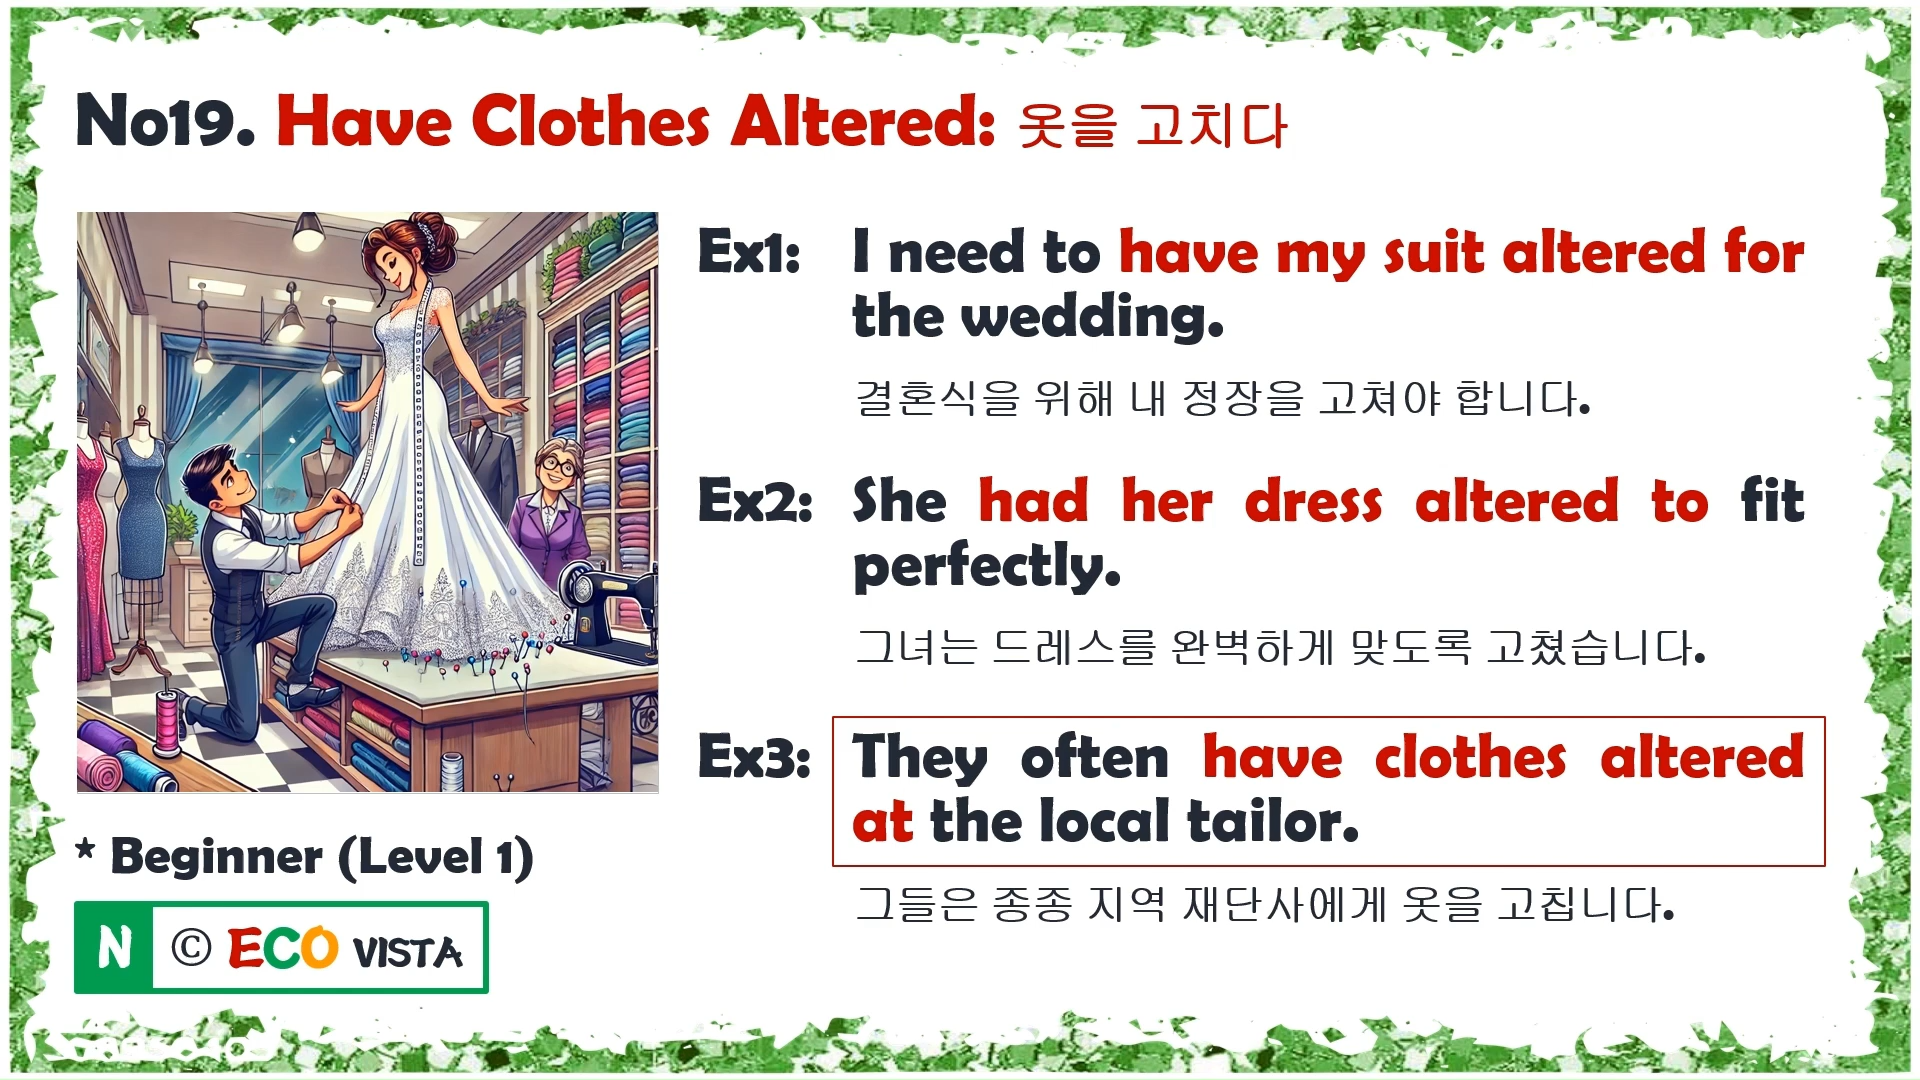 No19. Have Clothes Altered: 옷을 고치다
Ex1: I need to have my suit altered for
the wedding.
결혼식을 위해 내 정장을 고쳐야 합니다.
Ex2: She had her dress altered to fit
perfectly.
그녀는 드레스를 완벽하게 맞도록 고쳤습니다.
Ex3: They often have clothes altered
at the local tailor.
그들은 종종 지역 재단사에게 옷을 고칩니다.
* Beginner (Level 1)
N © ECO VISTA